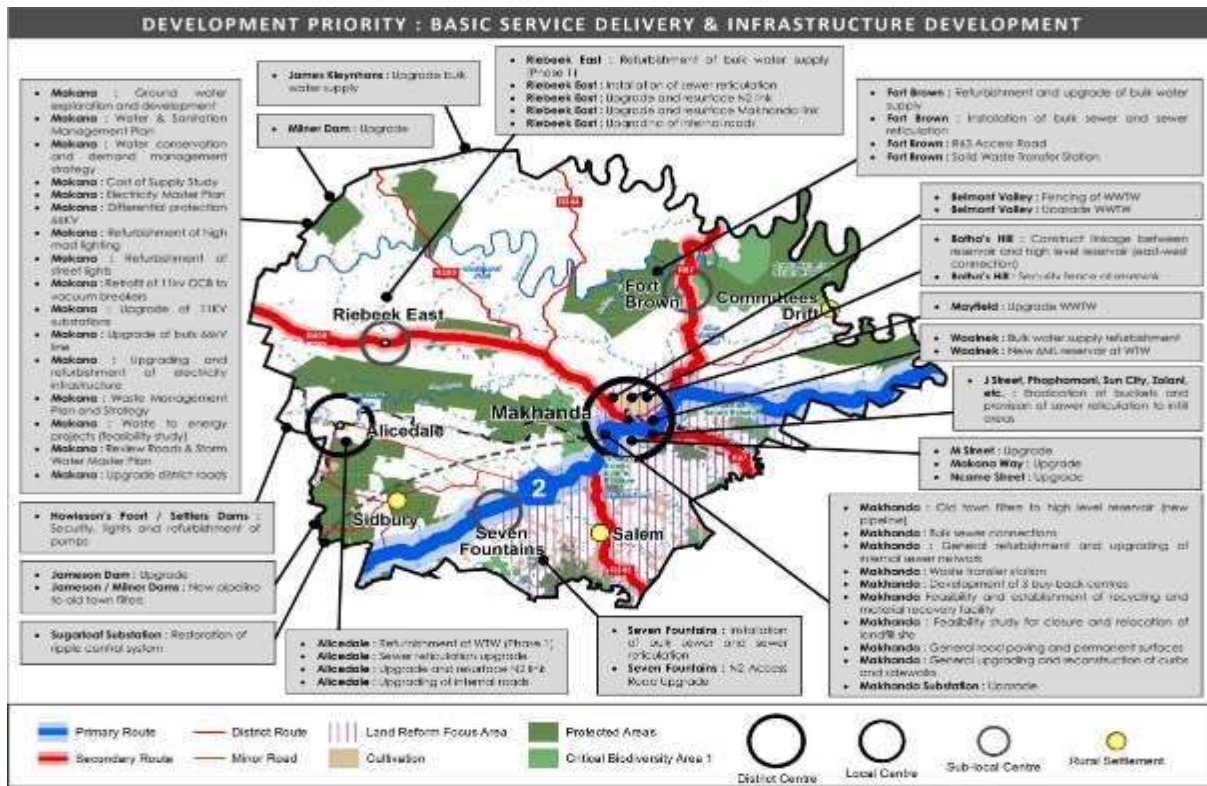 DEVELOPMENT PRIORITY : BASIC SERVICE DELIVERY & INFRASTRUCTURE DEVELOPMENT
• Makana : Ground water
exploration and development
• Makana : Water & Sanitation
Management Plan
• Makana : Water conservation
and demand management
strategy
• Makana : Cost of Supply Study
• Makana : Electricity Master Plan
• Makana : Differential protection
66KV
• Makana : Refurbishment of high
mast lighting
• Makana : Refurbishment of
street lights
• Makana : Retrofit of 11kv OCB to
vacuum breakers
• Makana : Upgrade of 11KV
substations
• Makana : Upgrade of bulk 66kV
line
• Makana : Upgrading and
refurbishment of electricity
infrastructure
• Makana : Waste Management
Plan and Strategy
• Makana : Waste to energy
projects (feasibility study)
• Makana : Review Roads & Storm
Water Master Plan
• Makana : Upgrade district roads
• Howieson's Poort / Settlers Dams :
Security, lights and refurbishment of
pumps
• Jameson Dam : Upgrade
• Jameson / Milner Dams : New pipeline
to old town filters
• Sugarloaf Substation : Restoration of
ripple control system
• James Kleynhans : Upgrade bulk
water supply
• Milner Dam : Upgrade
• Riebeek East : Refurbishment of bulk water supply
(Phase 1)
• Riebeek East : Installation of sewer reticulation
• Riebeek East : Upgrade and resurface N2 link
• Riebeek East : Upgrade and resurface Makhanda link
• Riebeek East : Upgrading of internal roads
• Fort Brown : Refurbishment and upgrade of bulk water
supply
• Fort Brown : Installation of bulk sewer and sewer
reticulation
• Fort Brown : R63 Access Road
• Fort Brown : Solid Waste Transfer Station
• Belmont Valley : Fencing of WWTW
• Belmont Valley : Upgrade WWTW
• Botha's Hill : Construct linkage between
reservoir and high level reservoir (east-west
connection)
• Botha's Hill : Security fence at reservoir
• Mayfield : Upgrade WWTW
• Waainek : Bulk water supply refurbishment
• Waainek : New 6ML reservoir at WTW
• J Street, Phaphamani, Sun City, Zolani,
etc. : Eradication of buckets and
provision of sewer reticulation to infill
areas
• M Street : Upgrade
• Makana Way : Upgrade
• Ncame Street : Upgrade
• Makhanda : Old town filters to high level reservoir (new
pipeline)
• Makhanda : Bulk sewer connections
• Makhanda : General refurbishment and upgrading of
internal sewer network
• Makhanda : Waste transfer station
• Makhanda : Development of 3 buy-back centres
• Makhanda Feasibility and establishment of recycling and
material recovery facility
• Makhanda : Feasibility study for closure and relocation of
landfill site
• Makhanda : General road paving and permanent surfaces
• Makhanda : General upgrading and reconstruction of curbs
and sidewalks
• Makhanda Substation : Upgrade
Riebeek East
Fort
Brown
Committees
Drift
R67
Makhanda
Alicedale
Sidbury
2
Seven
Fountains
Salem
• Alicedale : Refurbishment of WTW (Phase 1)
• Alicedale : Sewer reticulation upgrade
• Alicedale : Upgrade and resurface N2 link
• Alicedale : Upgrading of internal roads
• Seven Fountains : Installation
of bulk sewer and sewer
reticulation
• Seven Fountains : N2 Access
Road Upgrade
Primary Route
District Route
Land Reform Focus Area
Protected Areas
Secondary Route
Minor Road
Cultivation
Critical Biodiversity Area 1
District Centre
Local Centre
Sub-local Centre
Rural Settlement